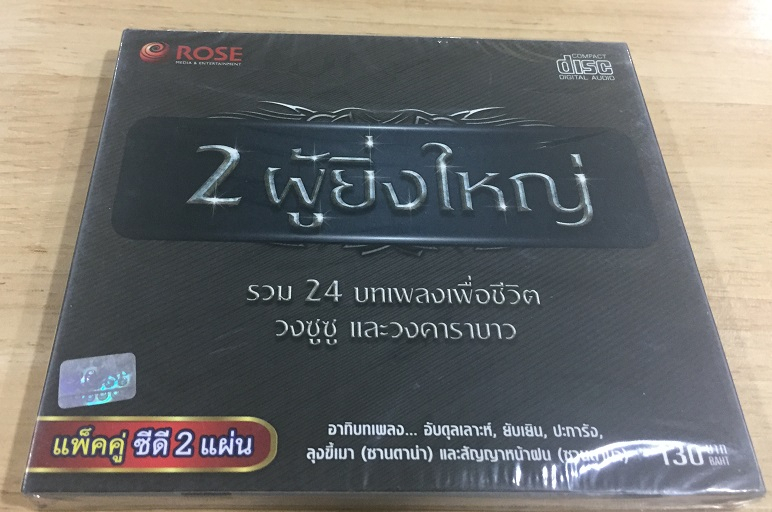 ROSE
MEDIA & ENTERTAINMENT
COMPACT
disc
DIGITAL AUDIO
2 ผู้ยิ่งใหญ่
รวม 24 บทเพลงเพื่อชีวิต
วงซูซู และวงคาราบาว
แพ็คคู่ ซีดี 2 แผ่น
อาทิบทเพลง... อับดุลเลาะห์, ยับเยิน, ปะการัง,
ลุงขี้เมา (ซานตาน่า) และสัญญาหน้าฝน
130 บาท
BAHT